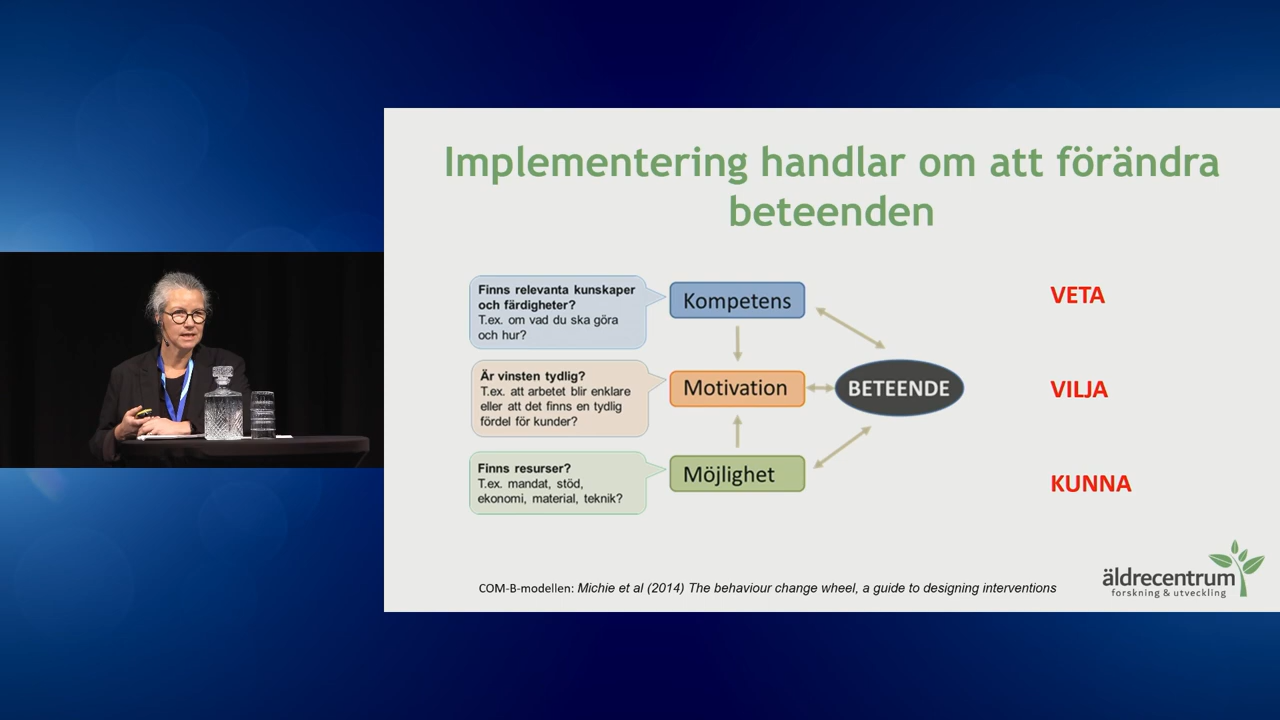 Implementering handlar om att förändra
beteenden
Finns relevanta kunskaper
och färdigheter?
T.ex. om vad du ska göra
och hur?
Kompetens
VETA
Är vinsten tydlig?
T.ex. att arbetet blir enklare
eller att det finns en tydlig
fördel för kunder?
Motivation
BETEENDE
VILJA
Finns resurser?
T.ex. mandat, stöd,
ekonomi, material, teknik?
Möjlighet
KUNNA
COM-B-modellen: Michie et al (2014) The behaviour change wheel, a guide to designing interventions
äldrecentrum
forskning & utveckling